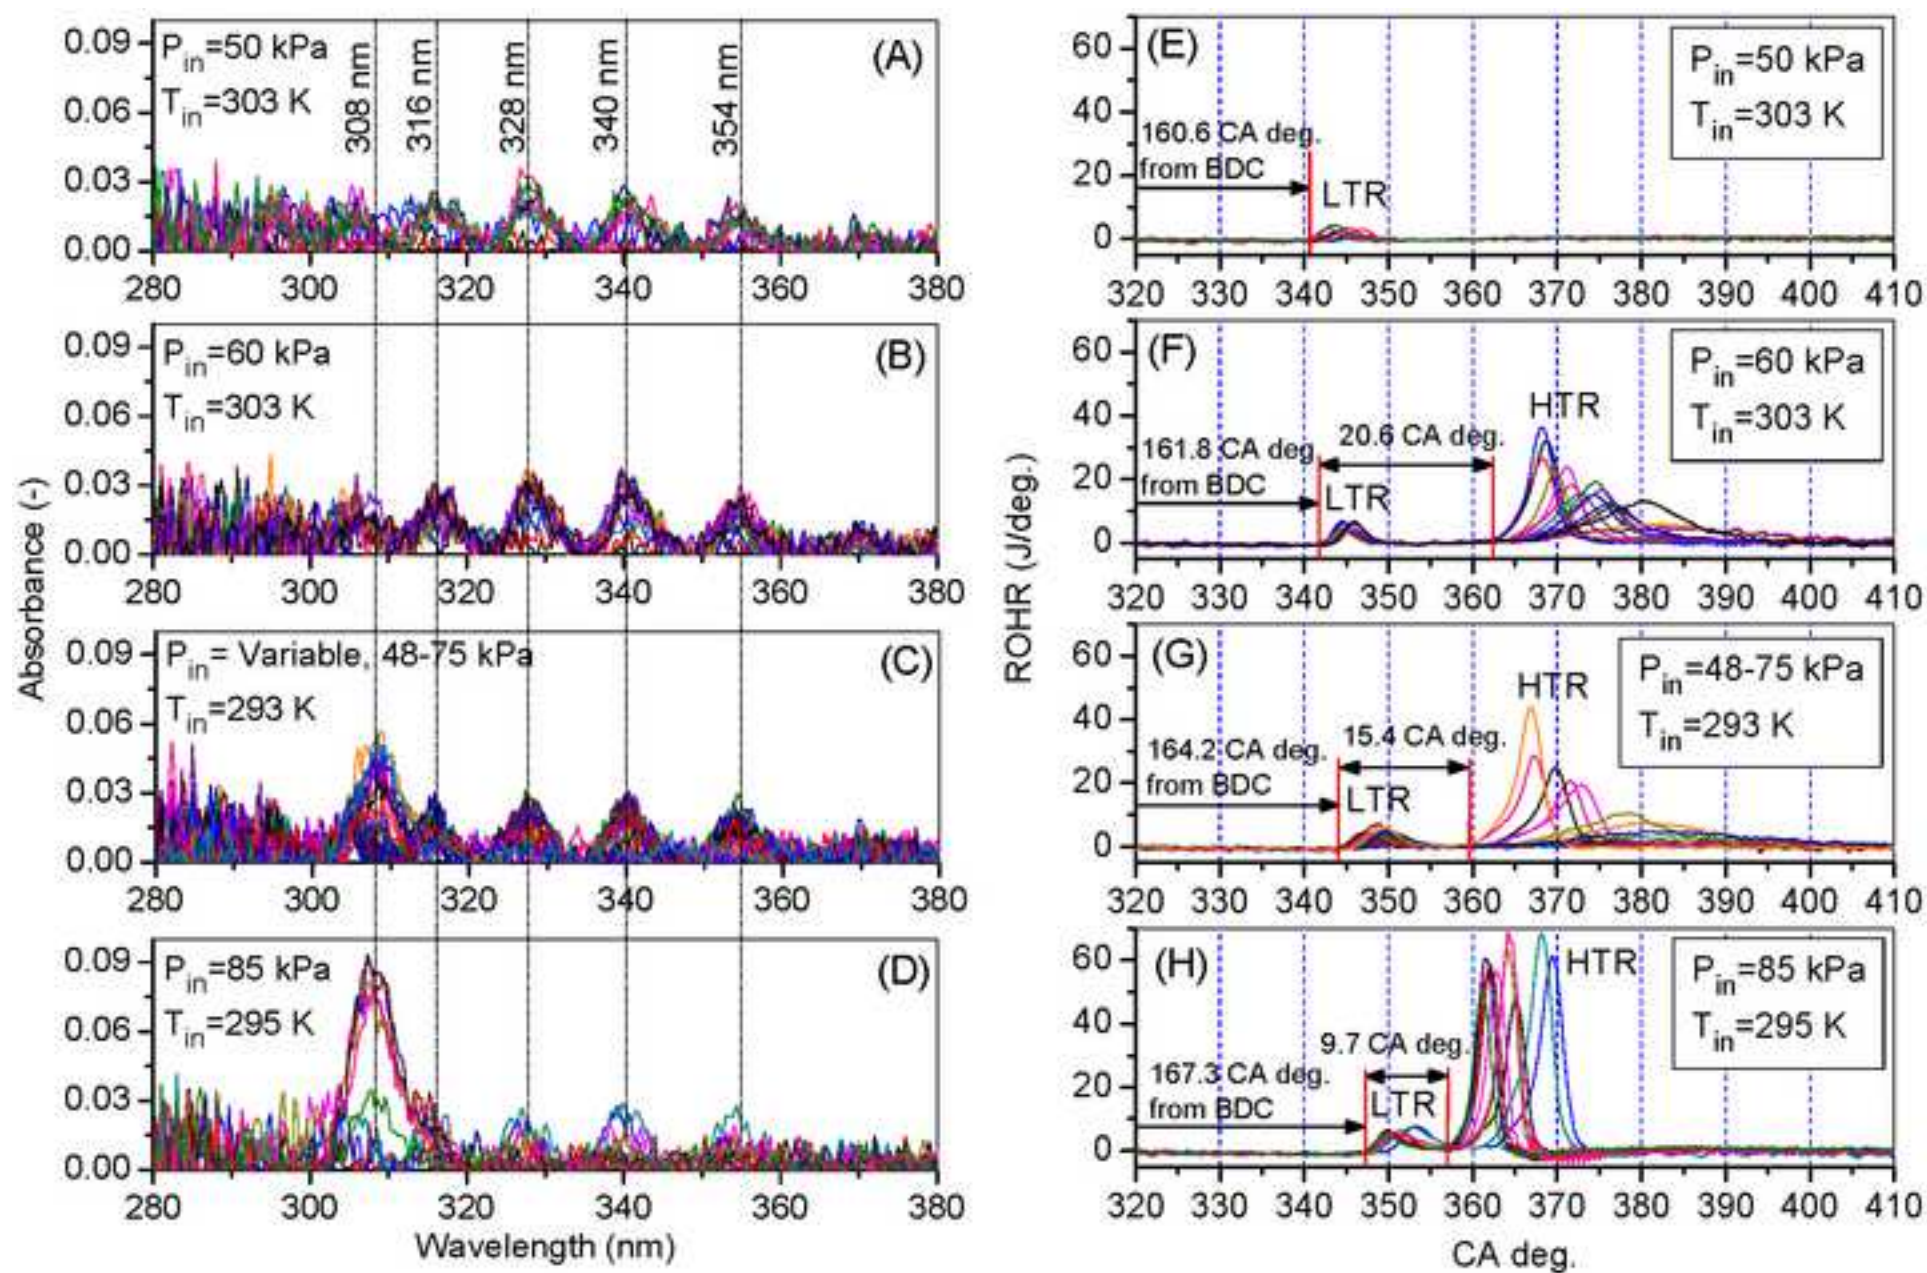 P_in=50 kPa
T_in=303 K
308 nm
316 nm
328 nm
340 nm
354 nm
(A)
0.09
0.06
0.03
0.00
280 300 320 340 360 380
P_in=60 kPa
T_in=303 K
(B)
0.09
0.06
0.03
0.00
280 300 320 340 360 380
P_in= Variable, 48-75 kPa
T_in=293 K
(C)
0.09
0.06
0.03
0.00
280 300 320 340 360 380
P_in=85 kPa
T_in=295 K
(D)
0.09
0.06
0.03
0.00
280 300 320 340 360 380
Absorbance (-)
Wavelength (nm)
(E)
P_in=50 kPa
T_in=303 K
160.6 CA deg.
from BDC
LTR
60
40
20
0
320 330 340 350 360 370 380 390 400 410
(F)
P_in=60 kPa
T_in=303 K
HTR
20.6 CA deg.
161.8 CA deg.
from BDC
LTR
60
40
20
0
320 330 340 350 360 370 380 390 400 410
(G)
P_in=48-75 kPa
T_in=293 K
HTR
15.4 CA deg.
164.2 CA deg.
from BDC
LTR
60
40
20
0
320 330 340 350 360 370 380 390 400 410
(H)
HTR
P_in=85 kPa
T_in=295 K
9.7 CA deg.
167.3 CA deg.
from BDC
LTR
60
40
20
0
320 330 340 350 360 370 380 390 400 410
ROHR (J/deg.)
CA deg.